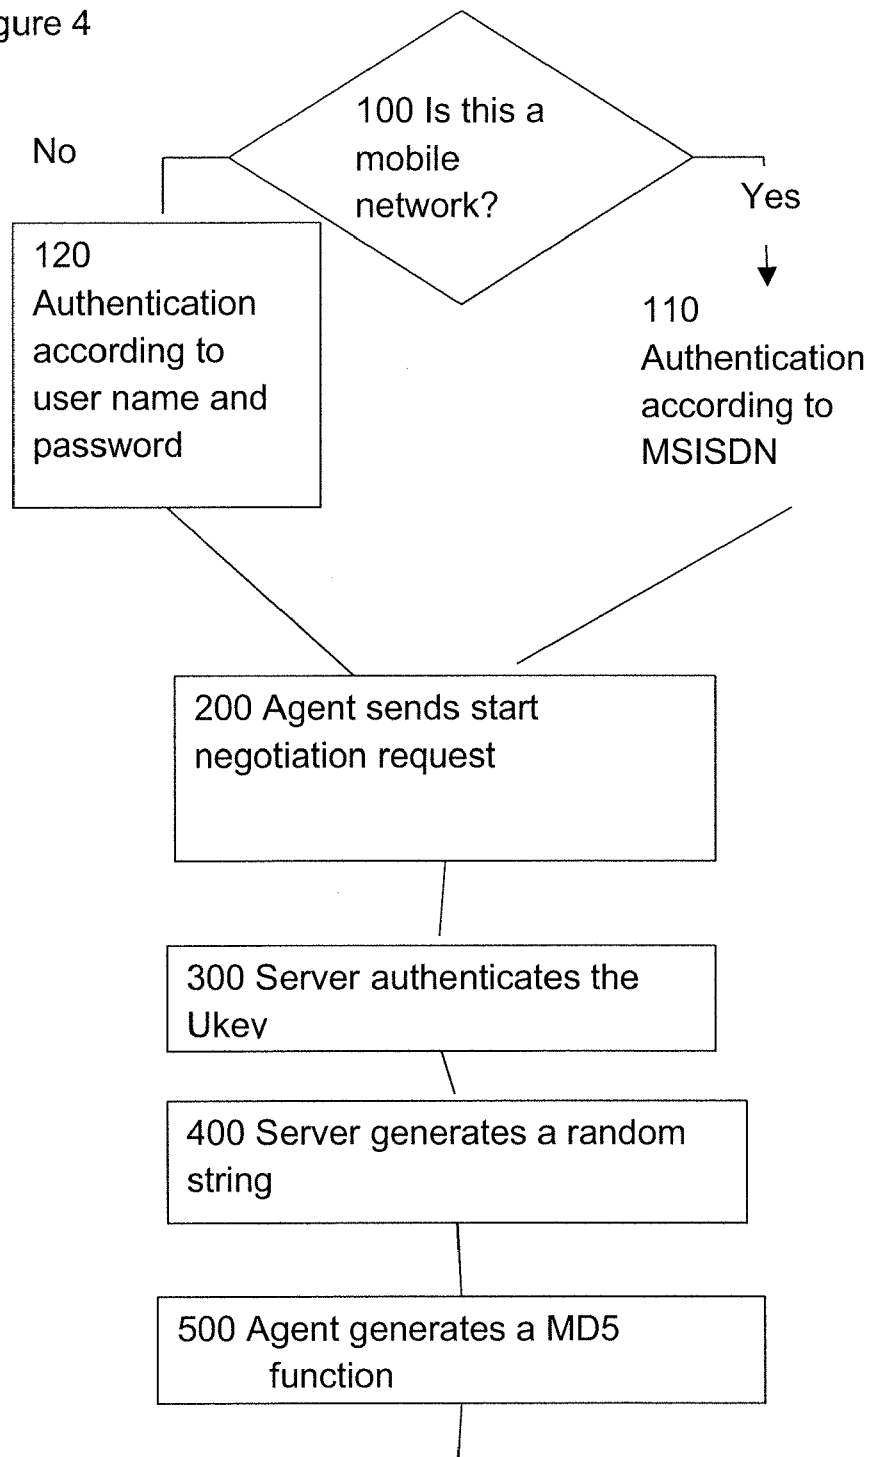 gure 4
100 Is this a
mobile
network?
No
Yes
120
Authentication
according to
user name and
password
110
Authentication
according to
MSISDN
200 Agent sends start
negotiation request
300 Server authenticates the
Ukey
400 Server generates a random
string
500 Agent generates a MD5
function